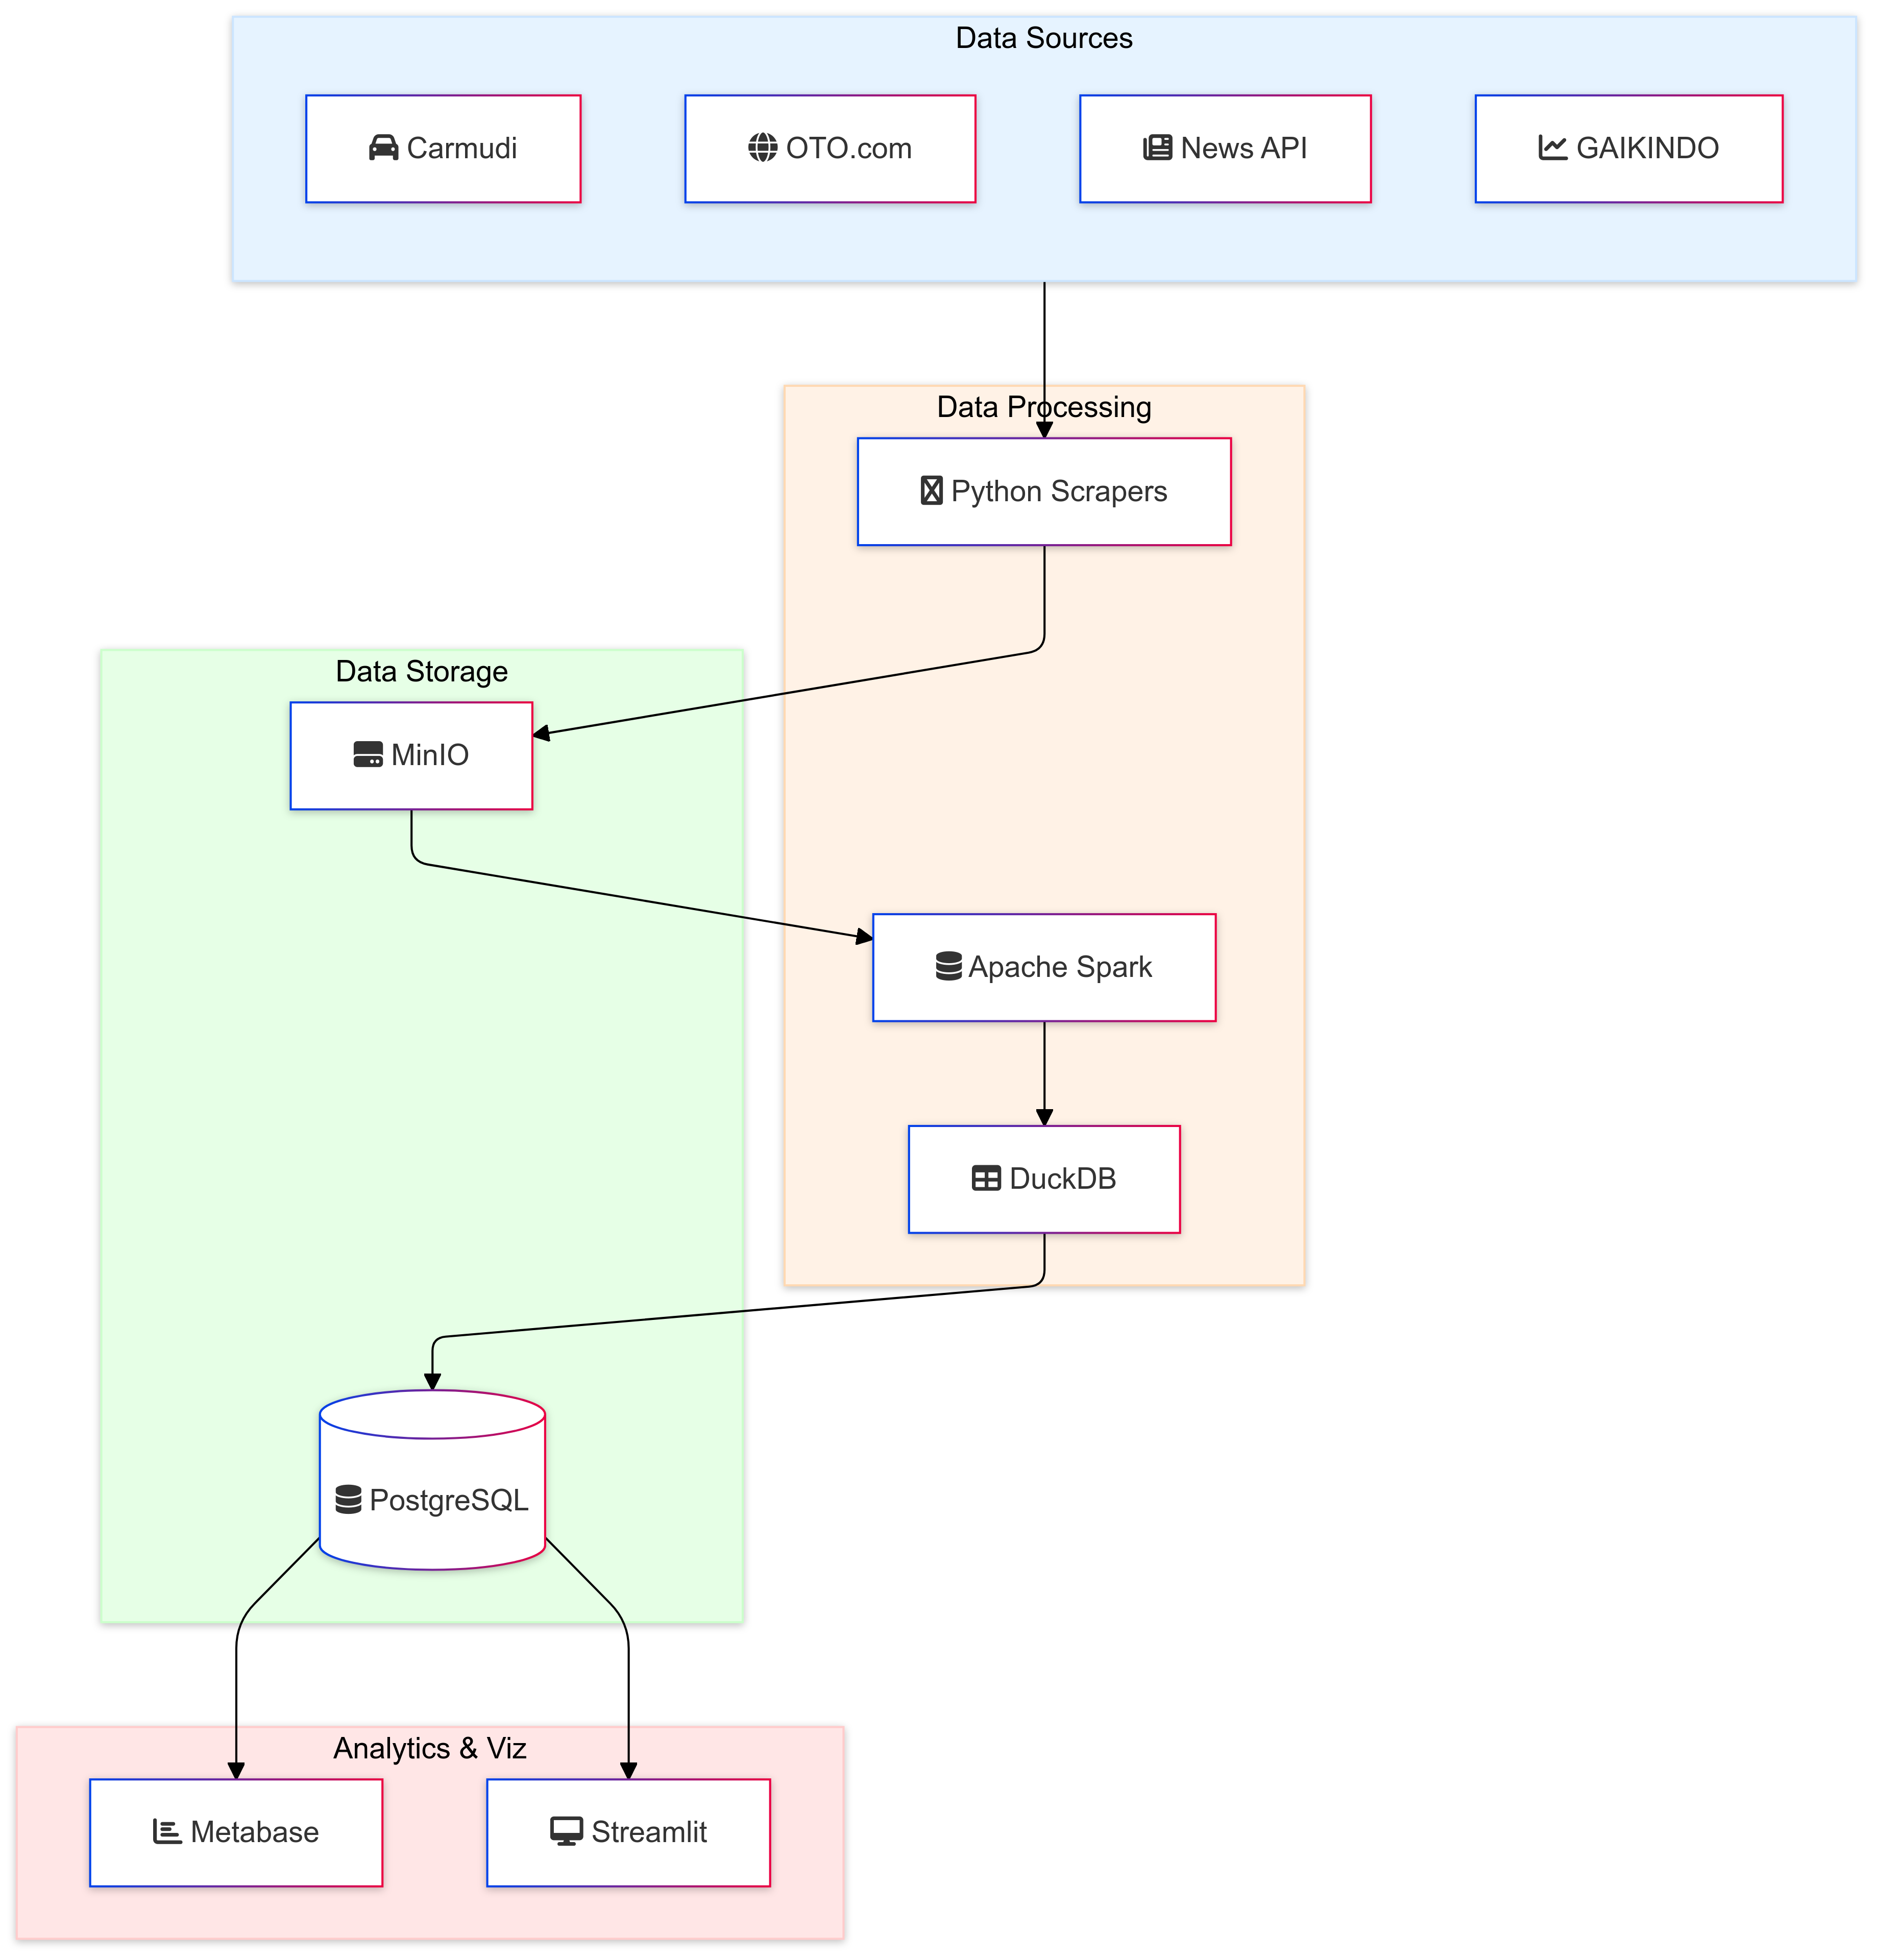 Data Sources
Carmudi
OTO.com
News API
GAIKINDO
Data Processing
Python Scrapers
Data Storage
MinIO
Apache Spark
DuckDB
PostgreSQL
Analytics & Viz
Metabase
Streamlit